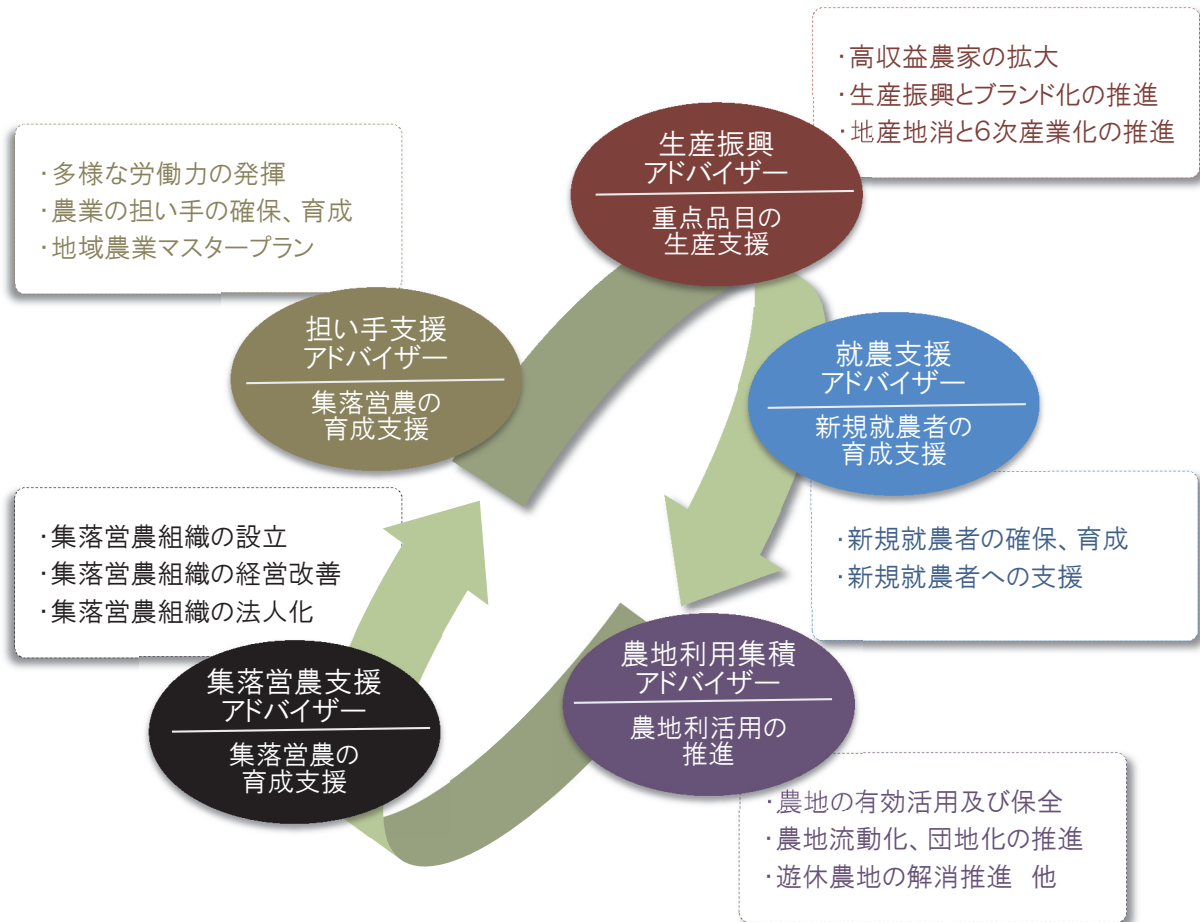 ・高収益農家の拡大
・生産振興とブランド化の推進
・地産地消と6次産業化の推進
生産振興
アドバイザー
重点品目の
生産支援
・多様な労働力の発揮
・農業の担い手の確保、育成
・地域農業マスタープラン
担い手支援
アドバイザー
集落営農の
育成支援
就農支援
アドバイザー
新規就農者の
育成支援
・新規就農者の確保、育成
・新規就農者への支援
・集落営農組織の設立
・集落営農組織の経営改善
・集落営農組織の法人化
集落営農支援
アドバイザー
集落営農の
育成支援
農地利用集積
アドバイザー
農地利活用の
推進
・農地の有効活用及び保全
・農地流動化、団地化の推進
・遊休農地の解消推進　他